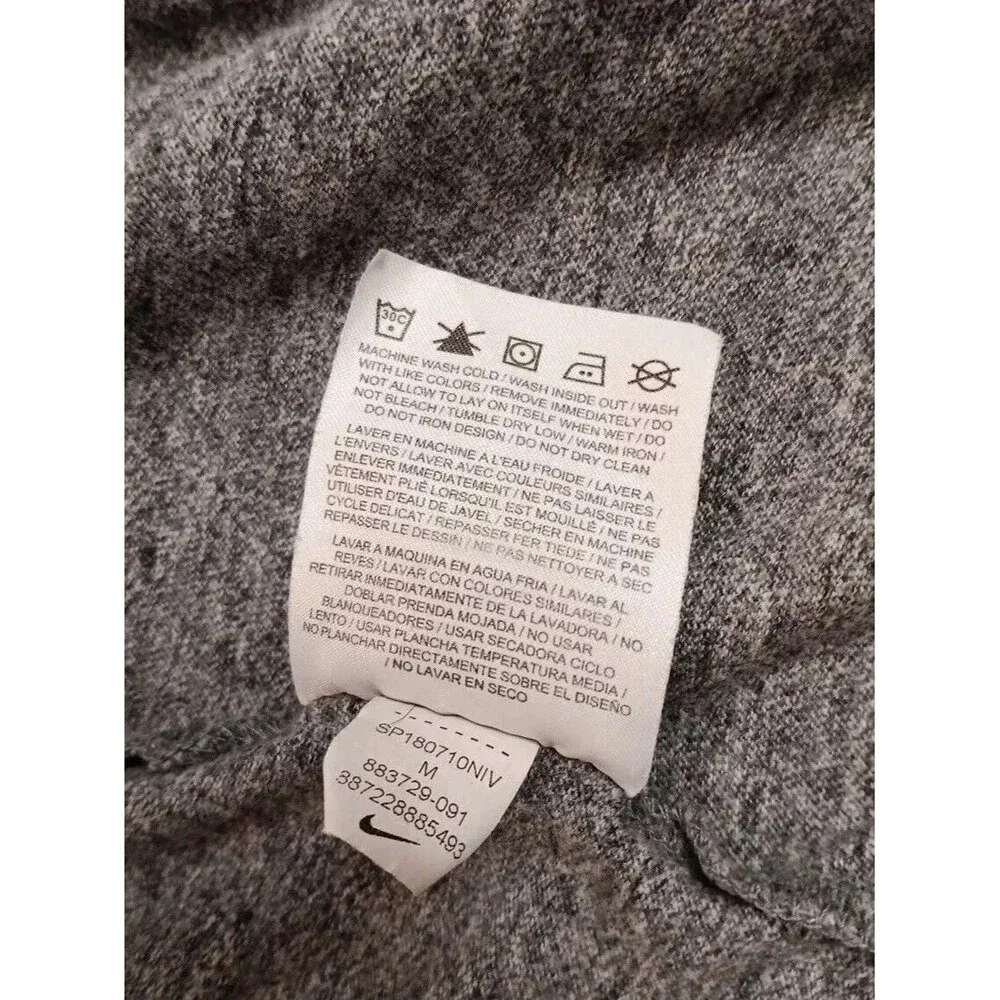 30C
MACHINE WASH COLD / WASH INSIDE OUT / WASH
WITH LIKE COLORS / REMOVE IMMEDIATELY / DO
NOT ALLOW TO LAY ON ITSELF WHEN WET / DO
NOT BLEACH / TUMBLE DRY LOW / WARM IRON /
DO NOT IRON DESIGN / DO NOT DRY CLEAN
LAVER EN MACHINE A L'EAU FROIDE / LAVER A
L'ENVERS / LAVER AVEC COULEURS SIMILAIRES /
ENLEVER IMMEDIATEMENT / NE PAS LAISSER LE
VÊTEMENT PLIÉ LORSQU'IL EST MOUILLÉ / NE PAS
UTILISER D'EAU DE JAVEL / SECHER EN MACHINE
CYCLE DELICAT / REPASSER FER TIEDE / NE PAS
REPASSER LE DESSIN / NE PAS NETTOYER A SEC
LAVAR A MAQUINA EN AGUA FRIA / LAVAR AL
REVES / LAVAR CON COLORES SIMILARES /
RETIRAR INMEDIATAMENTE DE LA LAVADORA / NO
DOBLAR PRENDA MOJADA / NO USAR
BLANQUEADORES / USAR SECADORA CICLO
LENTO / USAR PLANCHA TEMPERATURA MEDIA /
NO PLANCHAR DIRECTAMENTE SOBRE EL DISEÑO
/ NO LAVAR EN SECO
SP180710NIV
M
883729-091
887228885493